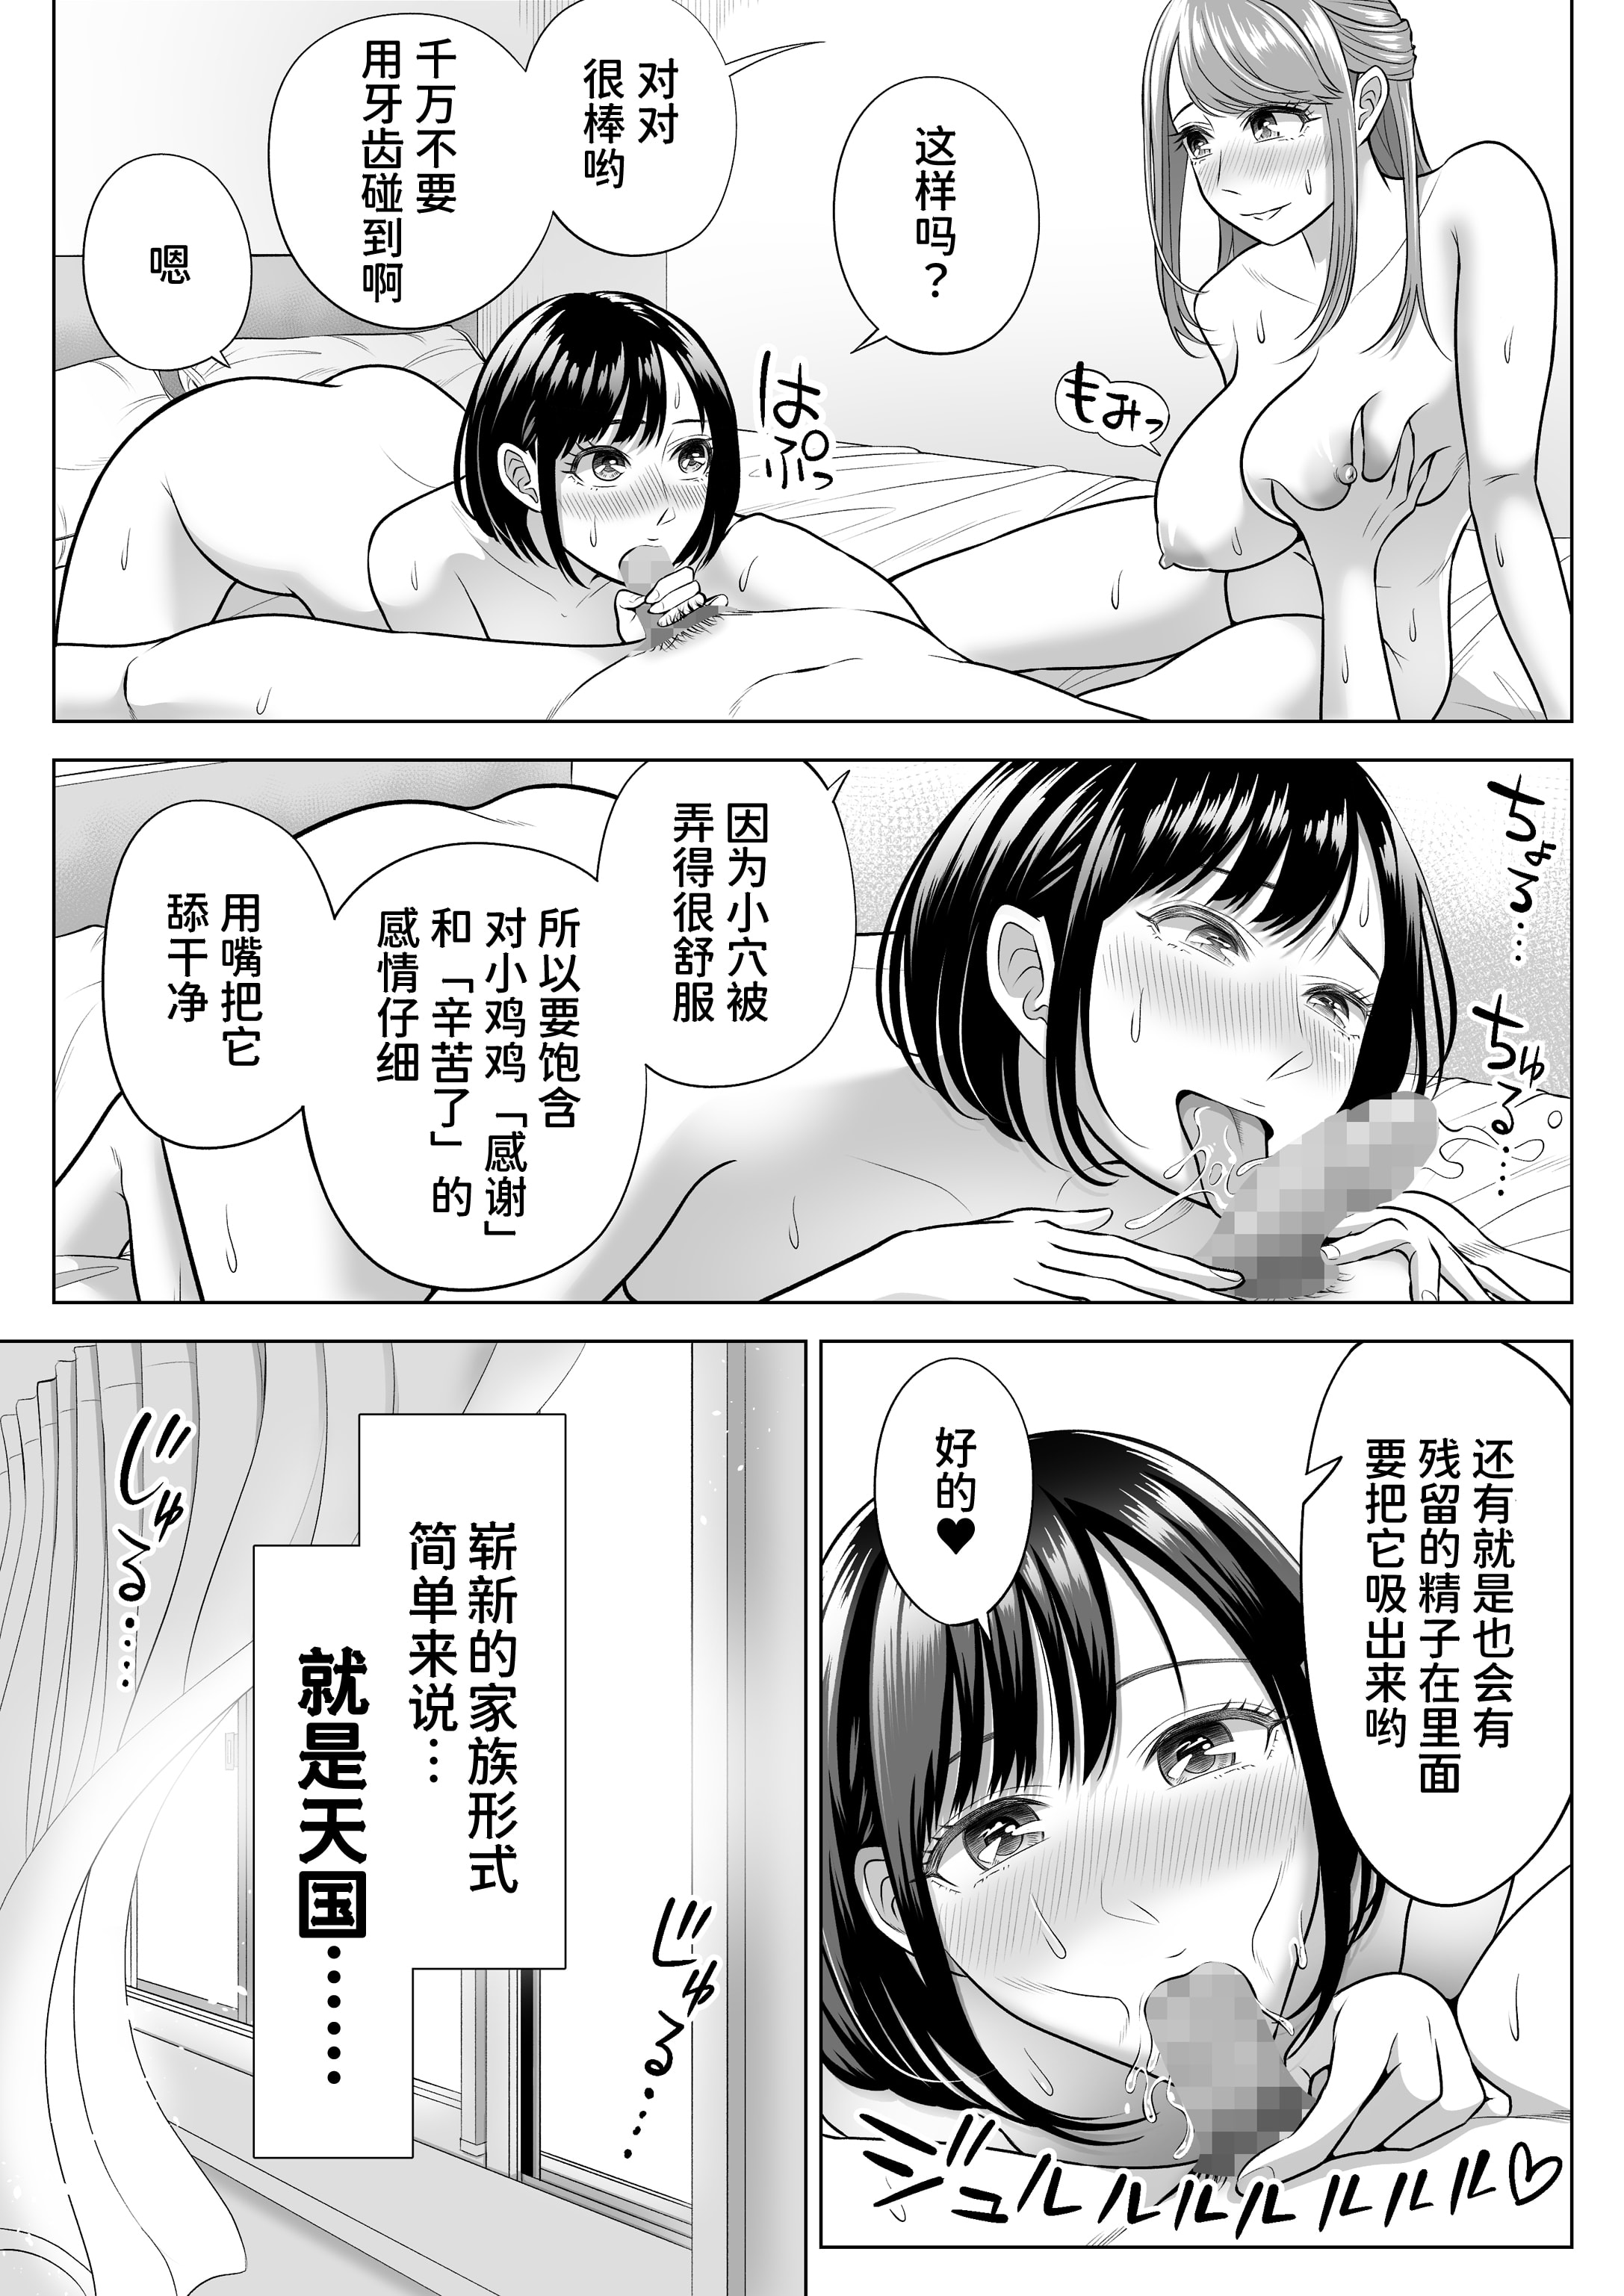 这样吗？
对对
很棒哟
千万不要
用牙齿碰到啊
嗯
もみっ
はぷっ
ちょる……
ちゅる……
因为小穴被
弄得很舒服
所以要饱含
对小鸡鸡「感谢」
和「辛苦了」的
感情仔细
用嘴把它
舔干净
还有就是也会有
残留的精子在里面
要把它吸出来哟
好的♥
ジュルルルルルルル♡
崭新的家族形式
简单来说…
就是天国……
じゅる……
じゅる……